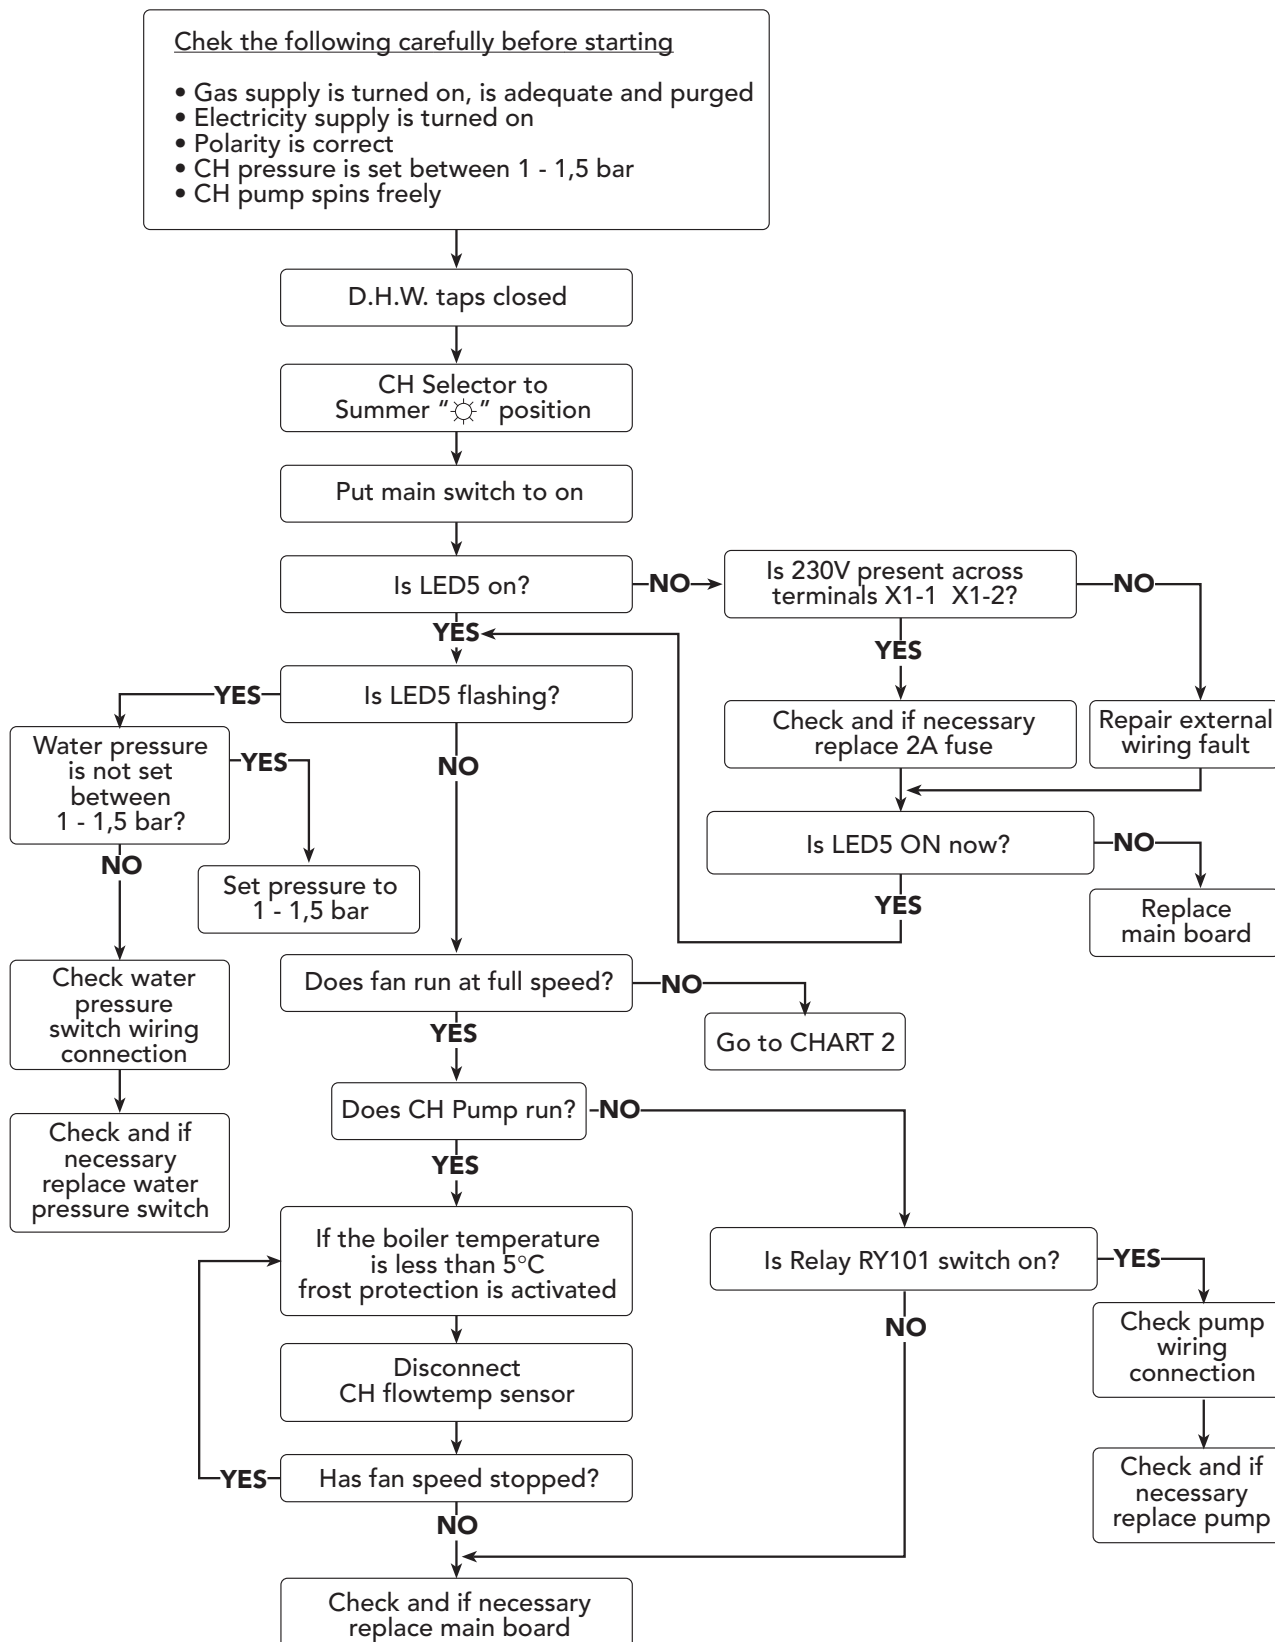 Chek the following carefully before starting
• Gas supply is turned on, is adequate and purged
• Electricity supply is turned on
• Polarity is correct
• CH pressure is set between 1 - 1,5 bar
• CH pump spins freely
D.H.W. taps closed
CH Selector to
Summer “☼” position
Put main switch to on
Is LED5 on?
NO
Is 230V present across
terminals X1-1 X1-2?
NO
YES
YES
Is LED5 flashing?
YES
Check and if necessary
replace 2A fuse
Repair external
wiring fault
Water pressure
is not set
between
1 - 1,5 bar?
YES
NO
Is LED5 ON now?
NO
NO
Set pressure to
1 - 1,5 bar
YES
Replace
main board
Check water
pressure
switch wiring
connection
Does fan run at full speed?
NO
YES
Go to CHART 2
Does CH Pump run?
NO
Check and if
necessary
replace water
pressure switch
YES
If the boiler temperature
is less than 5°C
frost protection is activated
Is Relay RY101 switch on?
YES
NO
Check pump
wiring
connection
Disconnect
CH flowtemp sensor
Has fan speed stopped?
YES
Check and if
necessary
replace pump
NO
Check and if necessary
replace main board